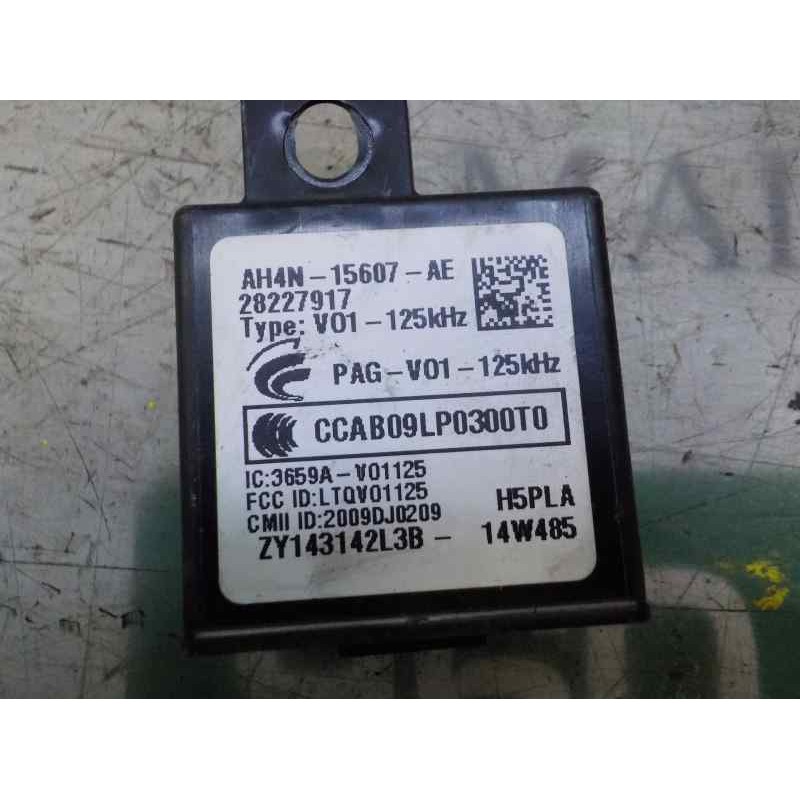 AH4N-15607-AE
28227917
Type: V01-125kHz
PAG-V01-125kHz
CCAB09LP0300T0
IC:3659A-V01125
FCC ID:LTQV01125
CMII ID:2009DJ0209
H5PLA
ZY143142L3B - 14W485